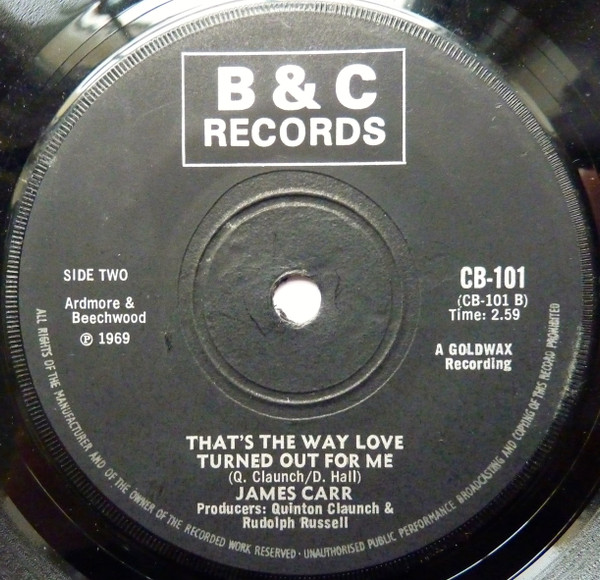 B & C
RECORDS
SIDE TWO
Ardmore &
Beechwood
℗ 1969
CB-101
(CB-101 B)
Time: 2.59
A GOLDWAX
Recording
THAT'S THE WAY LOVE
TURNED OUT FOR ME
(Q. Claunch/D. Hall)
JAMES CARR
Producers: Quinton Claunch &
Rudolph Russell
ALL RIGHTS OF THE MANUFACTURER AND OF THE OWNER OF THE RECORDED WORK RESERVED · UNAUTHORISED PUBLIC PERFORMANCE BROADCASTING AND COPYING OF THIS RECORD PROHIBITED